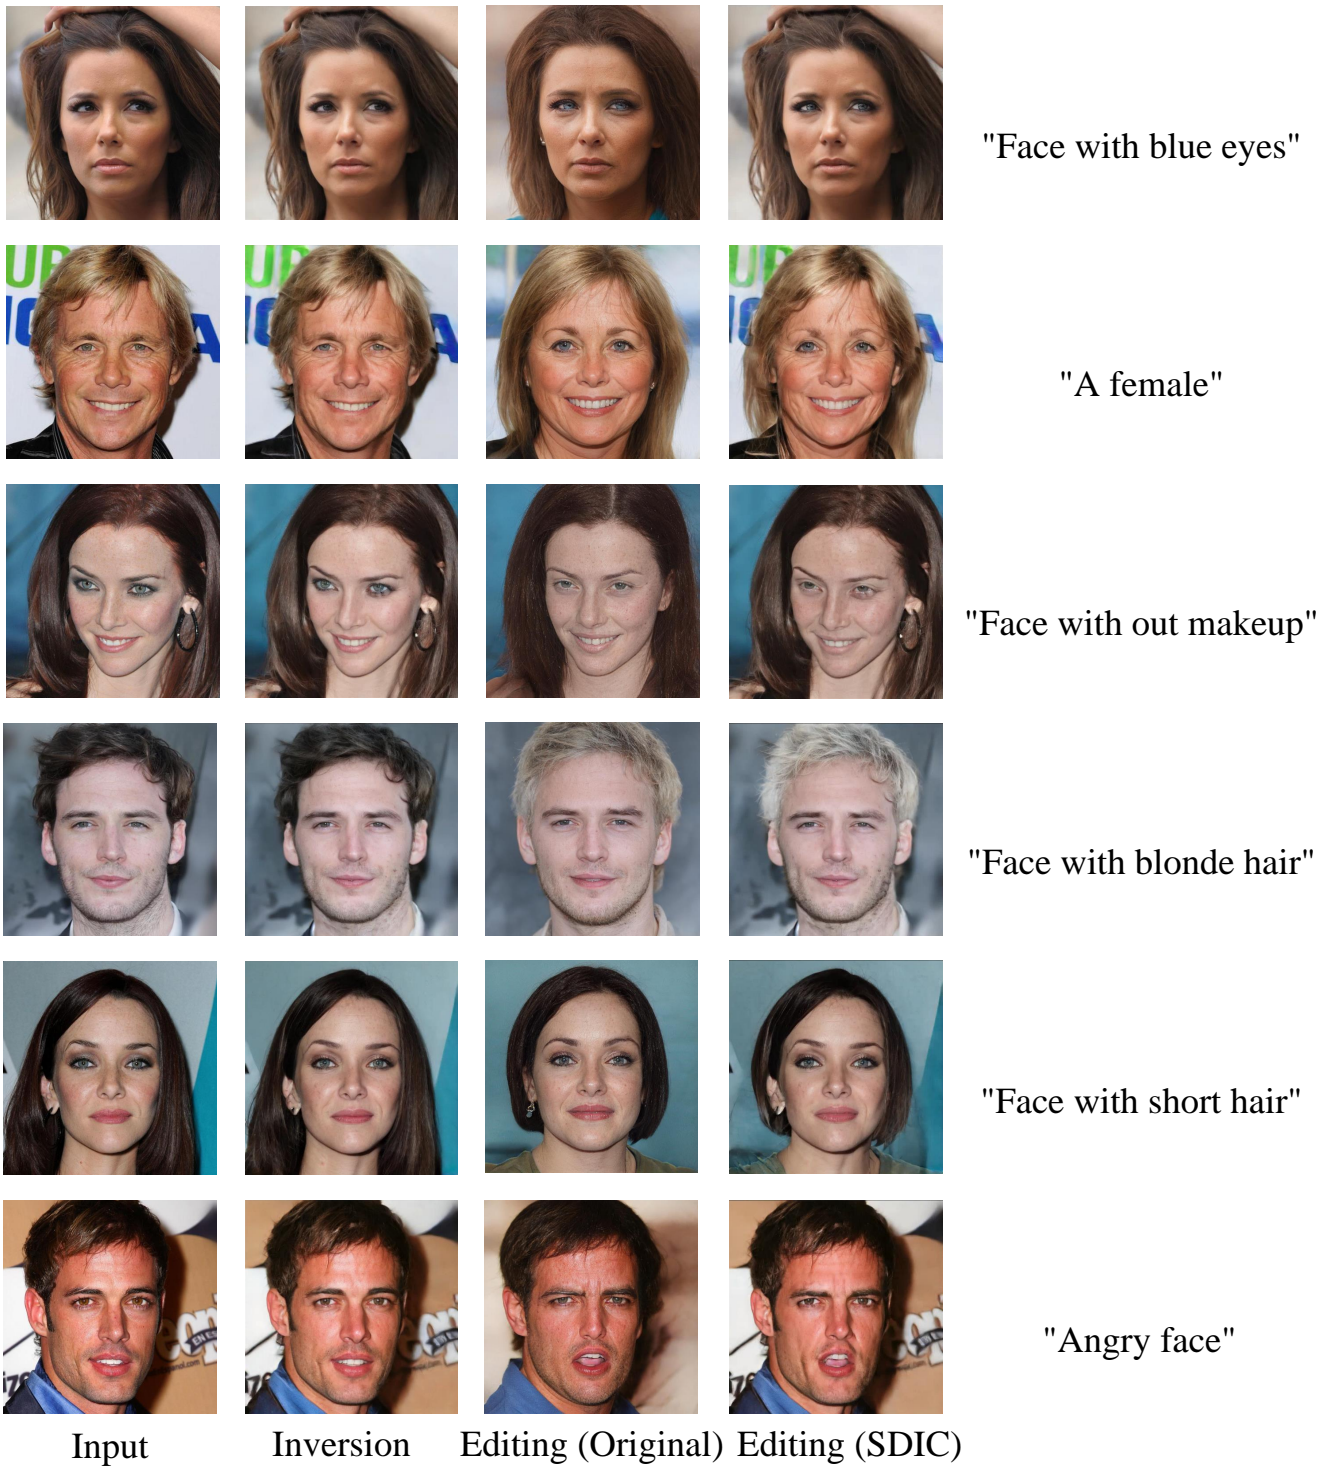 "Face with blue eyes"
"A female"
"Face with out makeup"
"Face with blonde hair"
"Face with short hair"
"Angry face"
Input Inversion Editing (Original) Editing (SDIC)